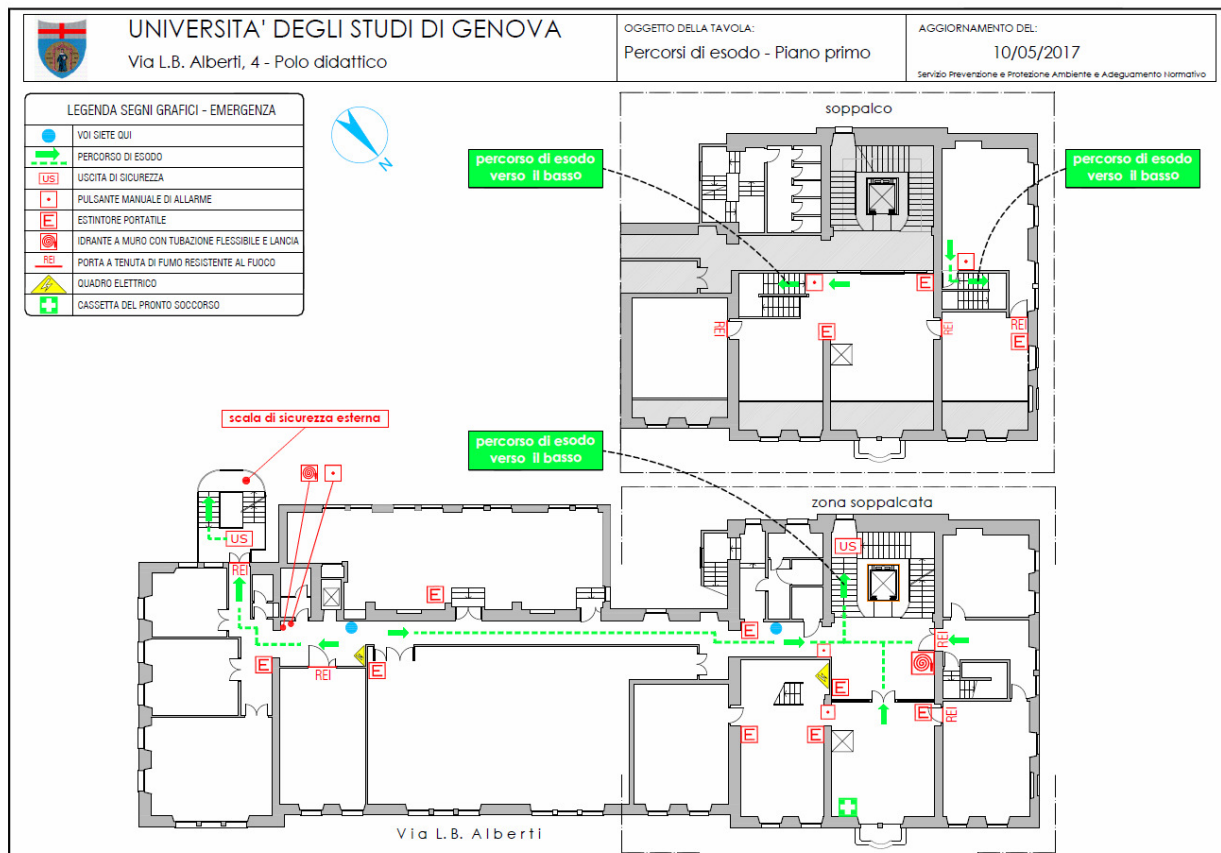 UNIVERSITA' DEGLI STUDI DI GENOVA
Via L.B. Alberti, 4 - Polo didattico
OGGETTO DELLA TAVOLA:
Percorsi di esodo - Piano primo
AGGIORNAMENTO DEL:
10/05/2017
Servizio Prevenzione e Protezione Ambiente e Adeguamento Normativo
LEGENDA SEGNI GRAFICI - EMERGENZA
VOI SIETE QUI
PERCORSO DI ESODO
US USCITA DI SICUREZZA
PULSANTE MANUALE DI ALLARME
E ESTINTORE PORTATILE
IDRANTE A MURO CON TUBAZIONE FLESSIBILE E LANCIA
REI PORTA A TENUTA DI FUMO RESISTENTE AL FUOCO
QUADRO ELETTRICO
CASSETTA DEL PRONTO SOCCORSO
N
soppalco
percorso di esodo
verso il basso
percorso di esodo
verso il basso
E
REI
E
REI
REI
E
scala di sicurezza esterna
percorso di esodo
verso il basso
zona soppalcata
US
US
REI
E
E
REI
E
REI
E
E
E
E
REI
E
E
Via L.B. Alberti